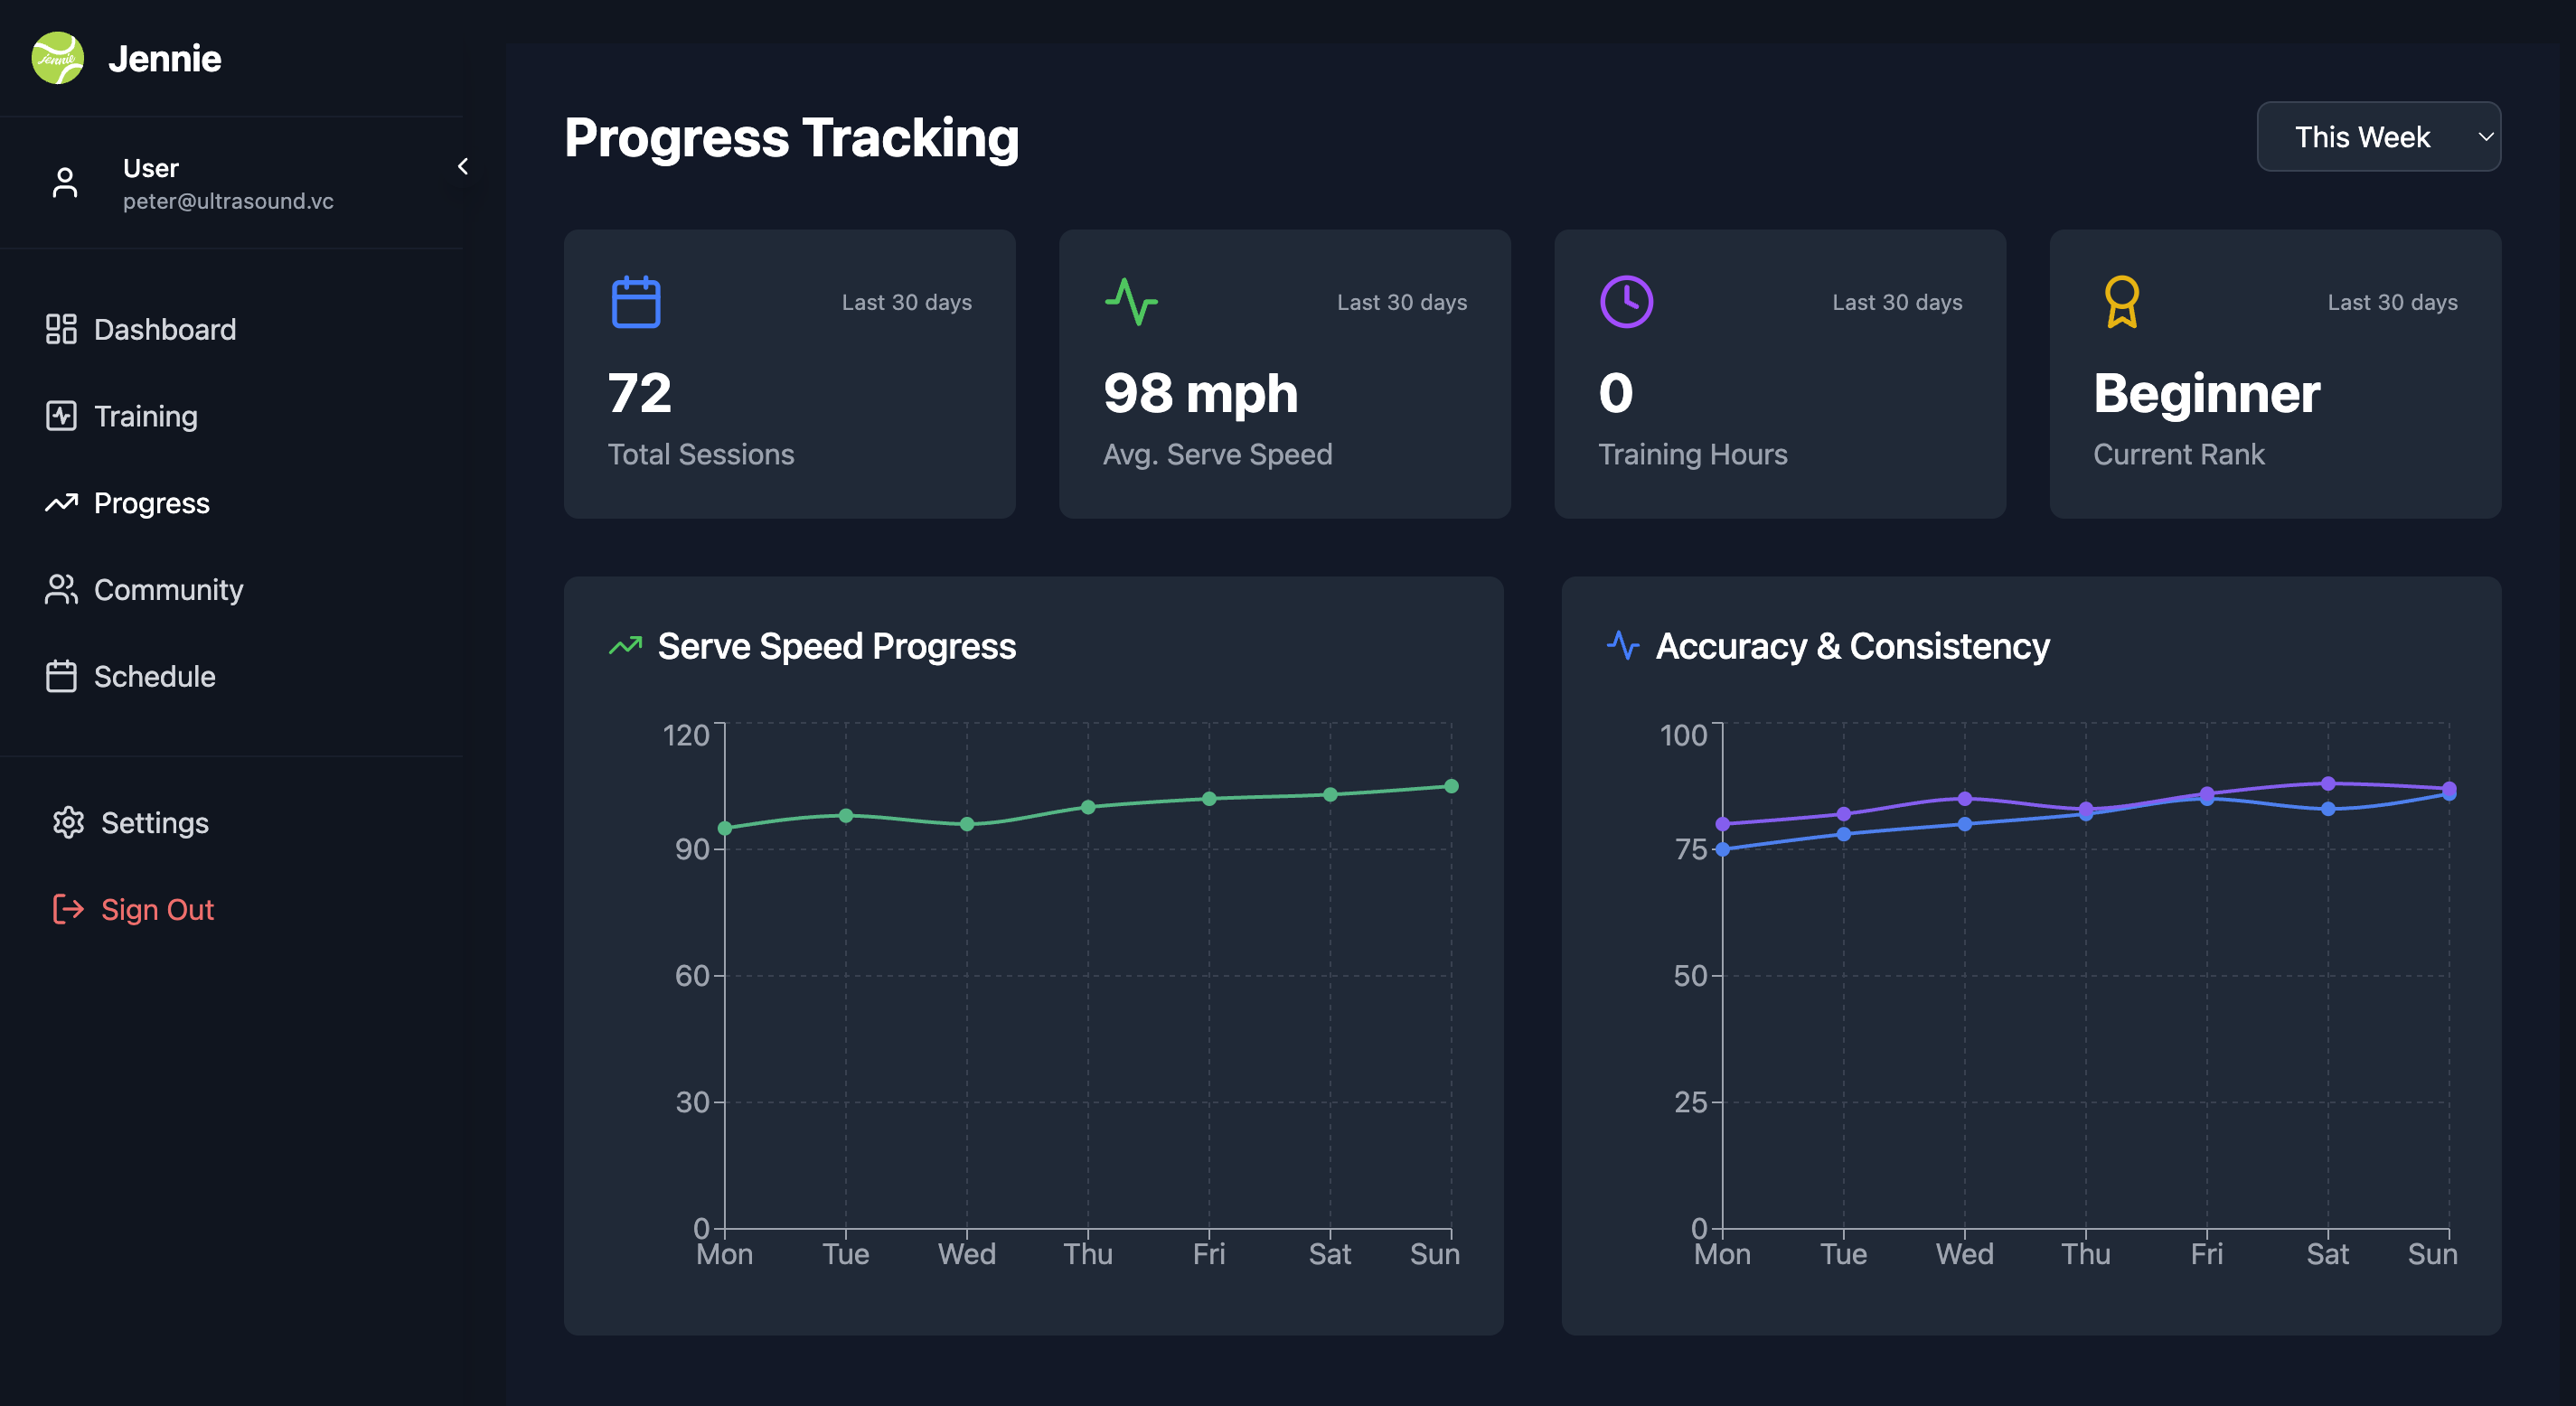 Jennie
Jennie
User
peter@ultrasound.vc
Dashboard
Training
Progress
Community
Schedule
Settings
Sign Out
Progress Tracking
This Week
Last 30 days
72
Total Sessions
Last 30 days
98 mph
Avg. Serve Speed
Last 30 days
0
Training Hours
Last 30 days
Beginner
Current Rank
Serve Speed Progress
120
90
60
30
0
Mon Tue Wed Thu Fri Sat Sun
Accuracy & Consistency
100
75
50
25
0
Mon Tue Wed Thu Fri Sat Sun